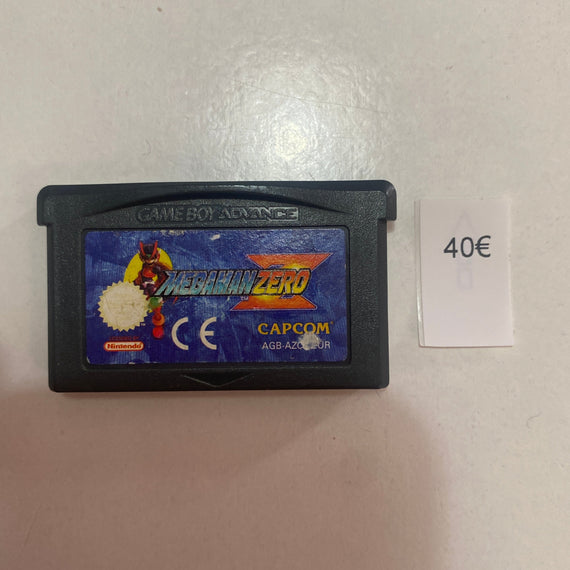 GAME BOY ADVANCE
MEGAMAN ZERO
CE
CAPCOM
Nintendo
40€